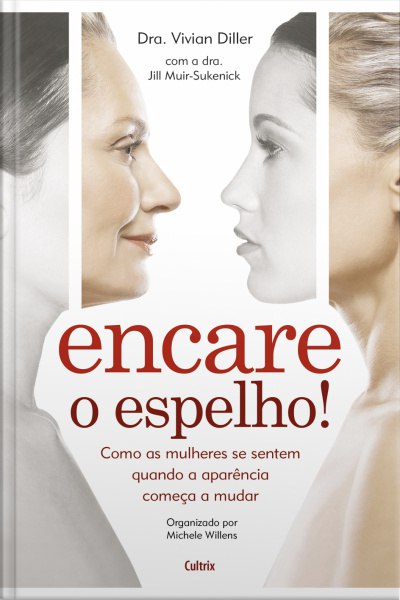 Dra. Vivian Diller
com a dra.
Jill Muir-Sukenick
encare
o espelho!
Como as mulheres se sentem
quando a aparência
começa a mudar
Organizado por
Michele Willens
Cultrix